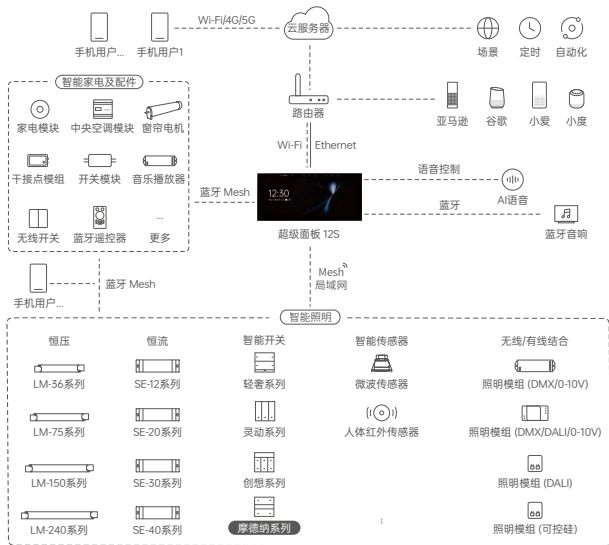 Wi-Fi/4G/5G
云服务器
手机用户...
手机用户1
场景
定时
自动化
智能家电及配件
家电模块
中央空调模块
窗帘电机
路由器
亚马逊
谷歌
小爱
小度
Wi-Fi
Ethernet
干接点模组
开关模块
音乐播放器
蓝牙 Mesh
12:30
语音控制
AI语音
蓝牙
蓝牙音响
超级面板 12S
无线开关
蓝牙遥控器
...
更多
手机用户...
蓝牙 Mesh
Mesh
局域网
智能照明
恒压
恒流
智能开关
智能传感器
无线/有线结合
LM-36系列
SE-12系列
轻奢系列
微波传感器
照明模组 (DMX/0-10V)
LM-75系列
SE-20系列
灵动系列
人体红外传感器
照明模组 (DMX/DALI/0-10V)
LM-150系列
SE-30系列
创想系列
照明模组 (DALI)
LM-240系列
SE-40系列
摩德纳系列
照明模组 (可控硅)